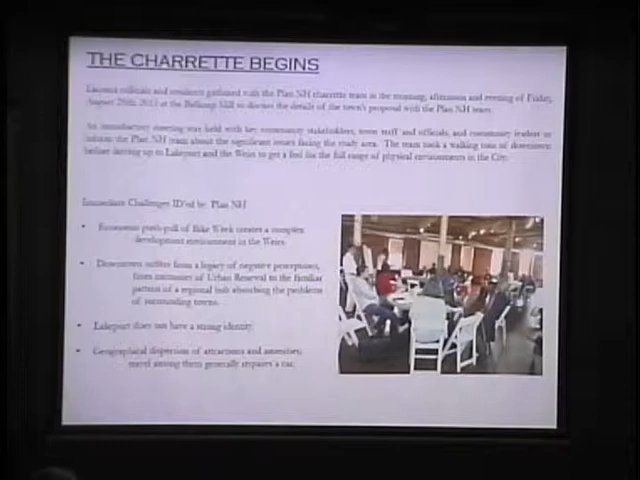 THE CHARRETTE BEGINS
Laconia officials and residents gathered with the Plan NH charrette team in the morning, afternoon and evening of Friday,
August 2013 at the Belknap Mill to discuss the details of the town's proposal with the Plan NH team.
An introductory meeting was held with key community stakeholders, town staff and officials, and community leaders to
inform the Plan NH team about the significant issues facing the study area. The team took a walking tour of downtown
before driving up to Lakeport and the Weirs to get a feel for the full range of physical environments in the City.
Immediate Challenges ID'ed by Plan NH
• Economic push-pull of Bike Week creates a complex
development environment in the Weirs
• Downtown suffers from a legacy of negative perceptions,
from memories of Urban Renewal to the familiar
pattern of a regional hub absorbing the problems
of surrounding towns.
• Lakeport does not have a strong identity
• Geographical dispersion of attractions and amenities,
travel among them generally requires a car.